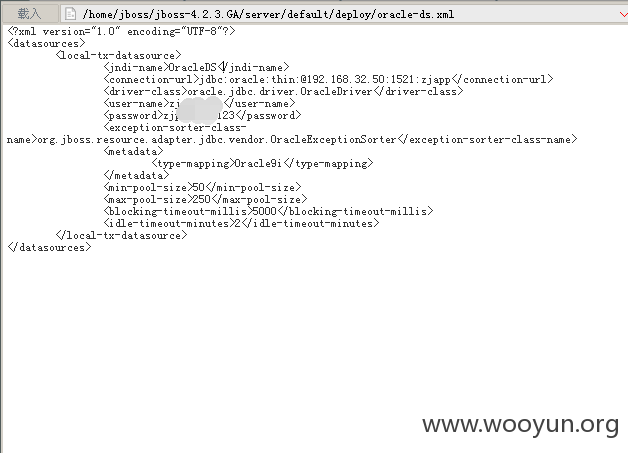 载入 /home/jboss/jboss-4.2.3.GA/server/default/deploy/oracle-ds.xml
<?xml version="1.0" encoding="UTF-8"?>
<datasources>
<local-tx-datasource>
<jndi-name>OracleDS</jndi-name>
<connection-url>jdbc:oracle:thin:@192.168.32.50:1521:zjapp</connection-url>
<driver-class>oracle.jdbc.driver.OracleDriver</driver-class>
<user-name>zj </user-name>
<password>zj 123</password>
<exception-sorter-class-
name>org.jboss.resource.adapter.jdbc.vendor.OracleExceptionSorter</exception-sorter-class-name>
<metadata>
<type-mapping>Oracle9i</type-mapping>
</metadata>
<min-pool-size>50</min-pool-size>
<max-pool-size>250</max-pool-size>
<blocking-timeout-millis>5000</blocking-timeout-millis>
<idle-timeout-minutes>2</idle-timeout-minutes>
</local-tx-datasource>
</datasources>
www.wooyun.org